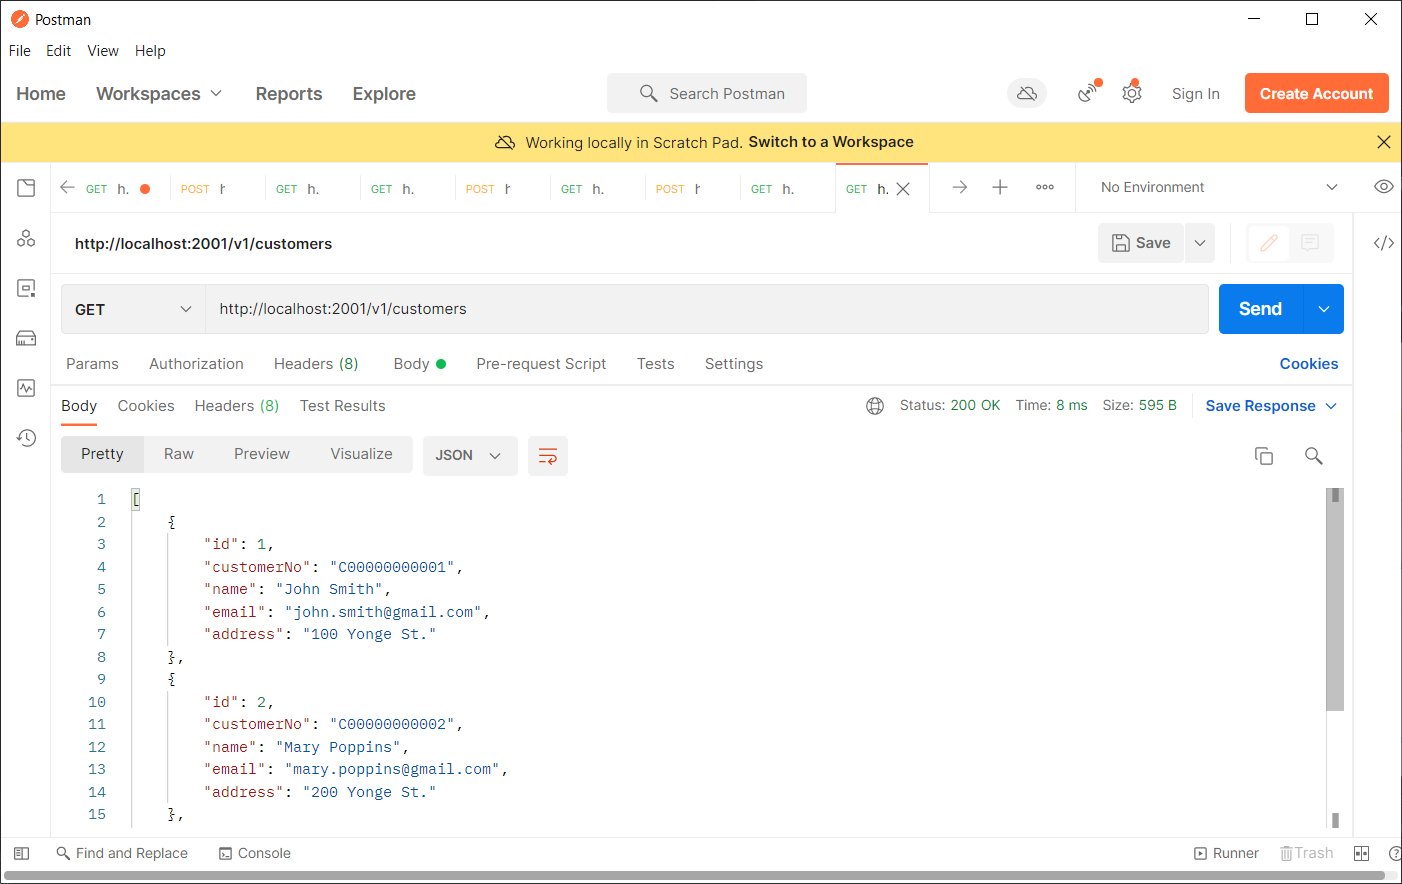 Postman
File Edit View Help
Home Workspaces Reports Explore Search Postman Sign In Create Account
Working locally in Scratch Pad. Switch to a Workspace
GET h. POST h GET h. GET h. POST h GET h. POST h GET h. GET h. No Environment
http://localhost:2001/v1/customers Save
GET http://localhost:2001/v1/customers Send
Params Authorization Headers (8) Body Pre-request Script Tests Settings Cookies
Body Cookies Headers (8) Test Results Status: 200 OK Time: 8 ms Size: 595 B Save Response
Pretty Raw Preview Visualize JSON
1 [
2 {
3 "id": 1,
4 "customerNo": "C00000000001",
5 "name": "John Smith",
6 "email": "john.smith@gmail.com",
7 "address": "100 Yonge St."
8 },
9 {
10 "id": 2,
11 "customerNo": "C00000000002",
12 "name": "Mary Poppins",
13 "email": "mary.poppins@gmail.com",
14 "address": "200 Yonge St."
15 },
Find and Replace Console Runner Trash